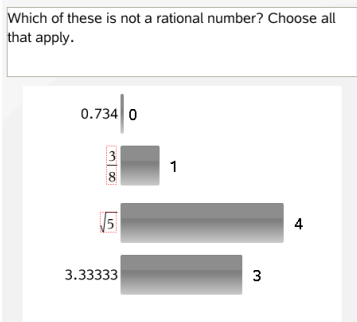 Which of these is not a rational number? Choose all
that apply.
0.734 0
3/8 1
√5 4
3.33333 3